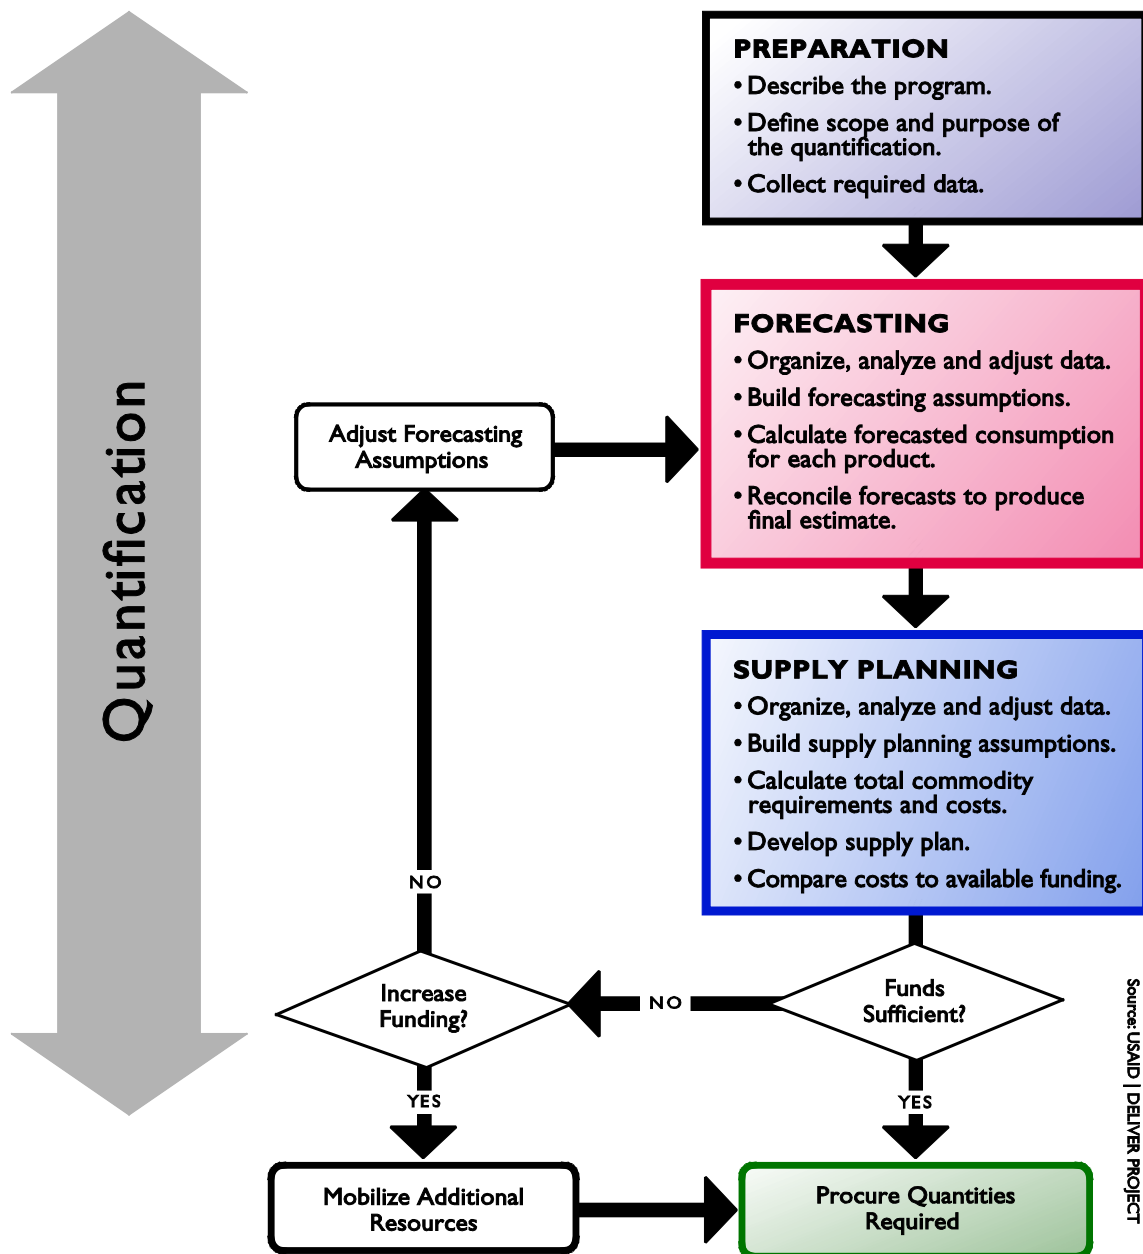 PREPARATION
• Describe the program.
• Define scope and purpose of
the quantification.
• Collect required data.
FORECASTING
• Organize, analyze and adjust data.
• Build forecasting assumptions.
• Calculate forecasted consumption
for each product.
• Reconcile forecasts to produce
final estimate.
Adjust Forecasting
Assumptions
Quantification
SUPPLY PLANNING
• Organize, analyze and adjust data.
• Build supply planning assumptions.
• Calculate total commodity
requirements and costs.
• Develop supply plan.
• Compare costs to available funding.
NO
Increase
Funding?
NO
Funds
Sufficient?
YES
YES
Mobilize Additional
Resources
Procure Quantities
Required
Source: USAID | DELIVER PROJECT